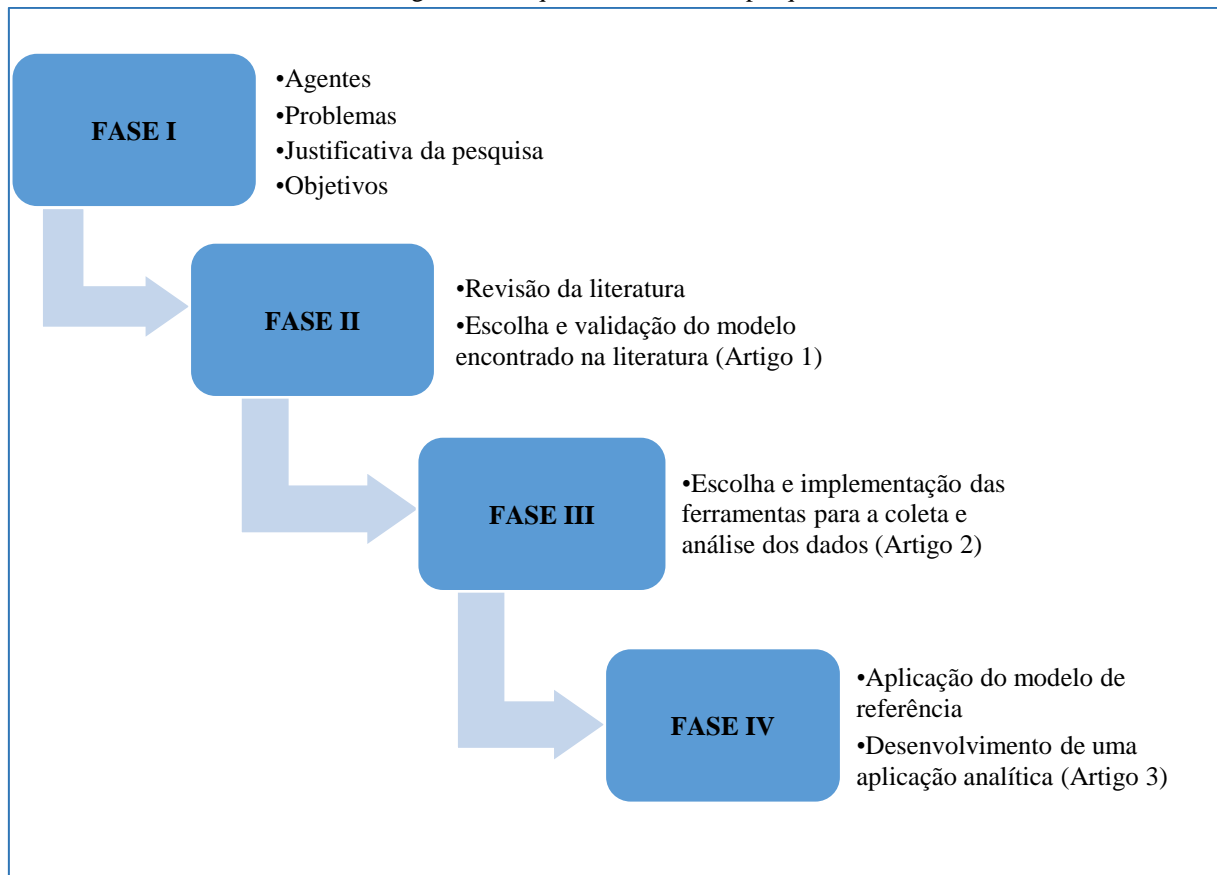 FASE I
•Agentes
•Problemas
•Justificativa da pesquisa
•Objetivos
FASE II
•Revisão da literatura
•Escolha e validação do modelo
encontrado na literatura (Artigo 1)
FASE III
•Escolha e implementação das
ferramentas para a coleta e
análise dos dados (Artigo 2)
FASE IV
•Aplicação do modelo de
referência
•Desenvolvimento de uma
aplicação analítica (Artigo 3)